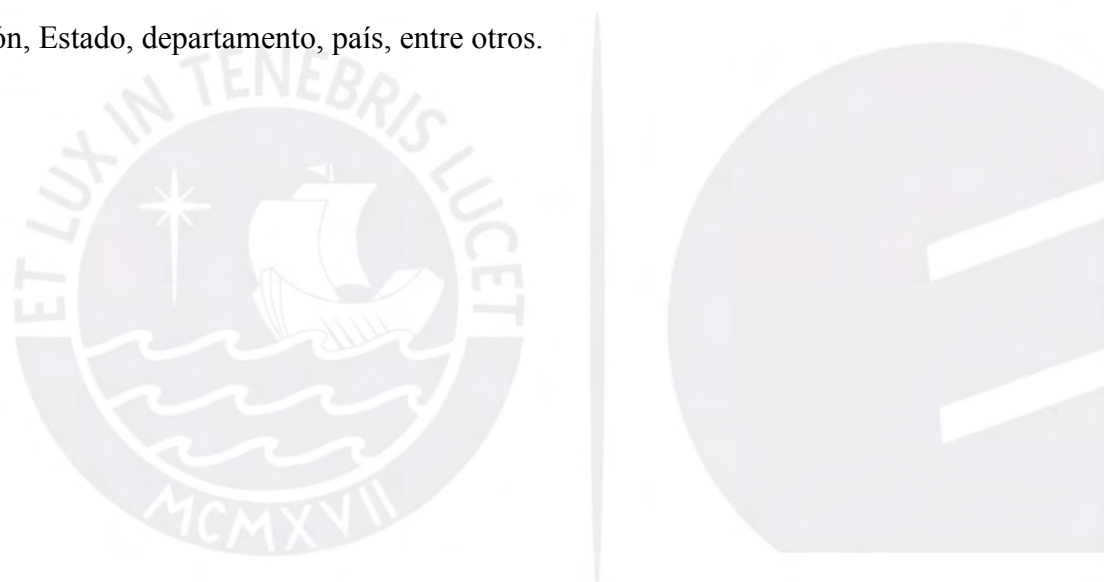 ón, Estado, departamento, país, entre otros.
ET LUX IN TENEBRIS LUCET
MCMXVII